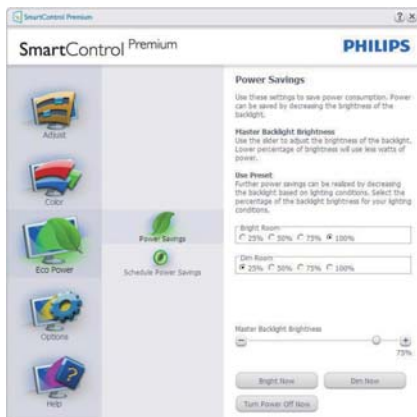 SmartControl Premium
SmartControl Premium
PHILIPS
Adjust
Color
Eco Power
Options
Help
Power Savings
Schedule Power Savings
Power Savings
Use these settings to save power consumption. Power
can be saved by decreasing the brightness of the
backlight.
Master Backlight Brightness
Use the slider to adjust the brightness of the backlight.
Lower percentage of brightness will use less watts of
power.
Use Preset
Further power savings can be realized by decreasing
the backlight based on lighting conditions. Select the
percentage of the backlight brightness for your lighting
conditions.
Bright Room
25% 50% 75% 100%
Dim Room
25% 50% 75% 100%
Master Backlight Brightness
75%
Bright Now Dim Now
Turn Power Off Now